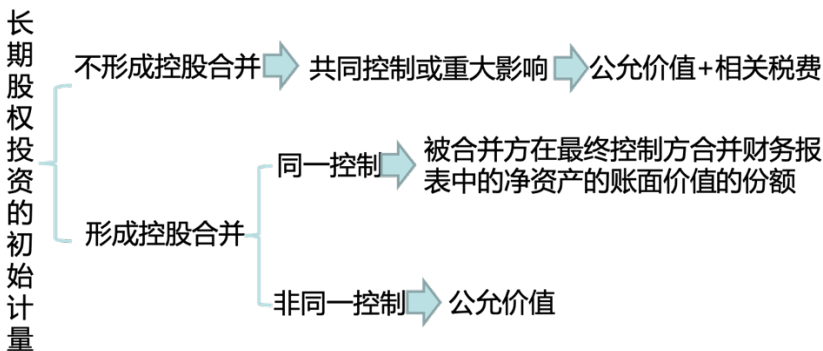 长期股权投资的初始计量
不形成控股合并
共同控制或重大影响
公允价值+相关税费
形成控股合并
同一控制
被合并方在最终控制方合并财务报
表中的净资产的账面价值的份额
非同一控制
公允价值